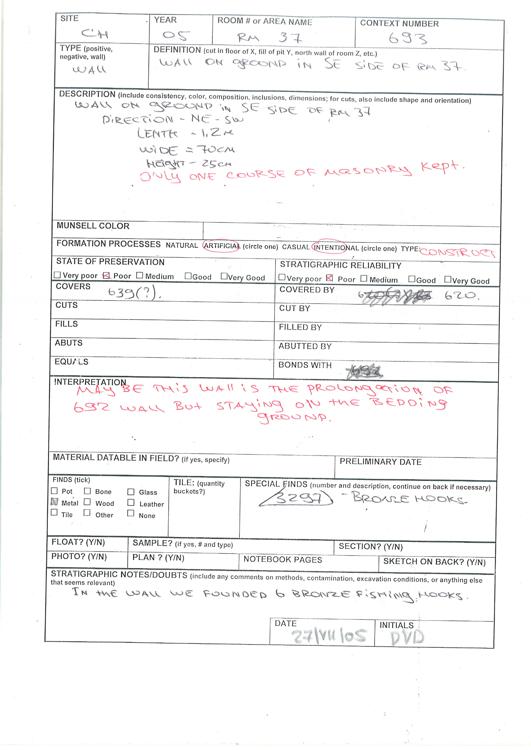 SITE YEAR ROOM # or AREA NAME CONTEXT NUMBER
CH 05 RM 37 693
TYPE (positive, negative, wall) DEFINITION (cut in floor of X, fill of pit Y, north wall of room Z, etc.)
WALL WALL ON GROUND IN SE SIDE OF RM 37.
DESCRIPTION (include consistency, color, composition, inclusions, dimensions; for cuts, also include shape and orientation)
WALL ON GROUND IN SE SIDE OF RM 37
DIRECTION - NE - SW
LENTH - 1,2M
WIDE = 70CM
HEIGHT - 25CM
ONLY ONE COURSE OF MASONRY KEPT.
MUNSELL COLOR
FORMATION PROCESSES NATURAL ARTIFICIAL (circle one) CASUAL INTENTIONAL (circle one) TYPE: CONSTRUCT
STATE OF PRESERVATION STRATIGRAPHIC RELIABILITY
Very poor Poor Medium Good Very Good Very poor Poor Medium Good Very Good
COVERS 639(?). COVERED BY 620.
CUTS CUT BY
FILLS FILLED BY
ABUTS ABUTTED BY
EQUALS BONDS WITH
INTERPRETATION
MAY BE THIS WALL IS THE PROLONGATION OF
692 WALL BUT STAYING ON THE BEDDING
GROUND.
MATERIAL DATABLE IN FIELD? (if yes, specify) PRELIMINARY DATE
FINDS (tick) TILE: (quantity buckets?) SPECIAL FINDS (number and description, continue on back if necessary)
Pot Bone Glass 3297 - BRONZE HOOKS.
Metal Wood Leather
Tile Other None
FLOAT? (Y/N) SAMPLE? (if yes, # and type) SECTION? (Y/N)
PHOTO? (Y/N) PLAN ? (Y/N) NOTEBOOK PAGES SKETCH ON BACK? (Y/N)
STRATIGRAPHIC NOTES/DOUBTS (include any comments on methods, contamination, excavation conditions, or anything else
that seems relevant)
IN THE WALL WE FOUNDED 6 BRONZE FISHING HOOKS.
DATE INITIALS
27/VII/05 DVD